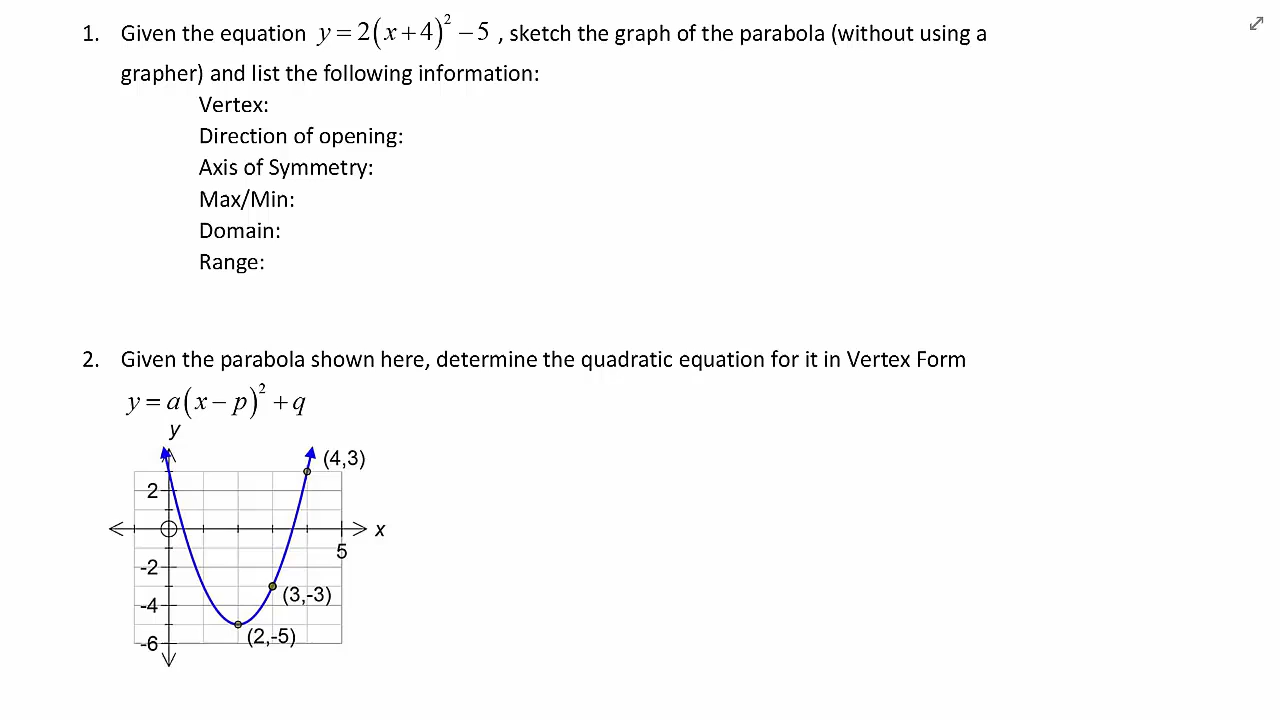 1. Given the equation y = 2(x+4)² − 5 , sketch the graph of the parabola (without using a
grapher) and list the following information:
Vertex:
Direction of opening:
Axis of Symmetry:
Max/Min:
Domain:
Range:
2. Given the parabola shown here, determine the quadratic equation for it in Vertex Form
y = a(x − p)² + q
y
(4,3)
2
x
5
-2
(3,-3)
-4
(2,-5)
-6